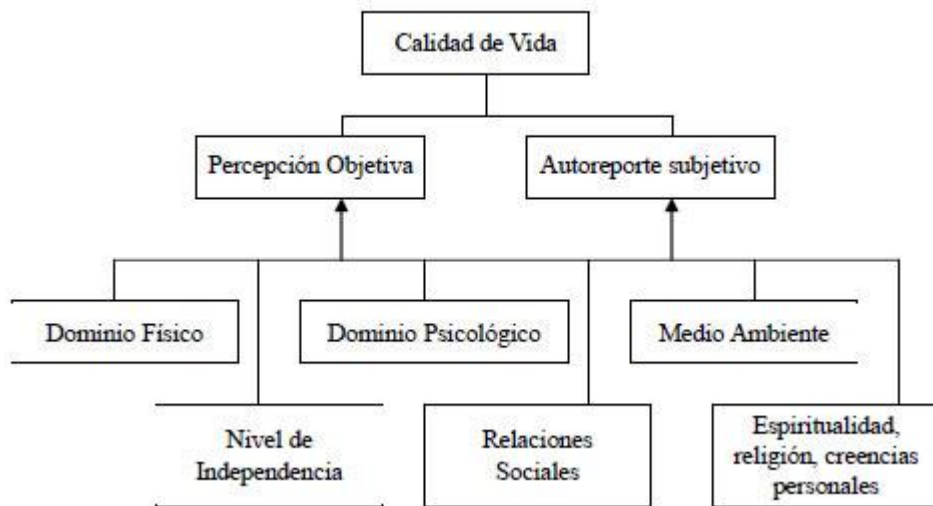 Calidad de Vida
Percepción Objetiva
Autoreporte subjetivo
Dominio Físico
Dominio Psicológico
Medio Ambiente
Nivel de
Independencia
Relaciones
Sociales
Espiritualidad,
religión, creencias
personales